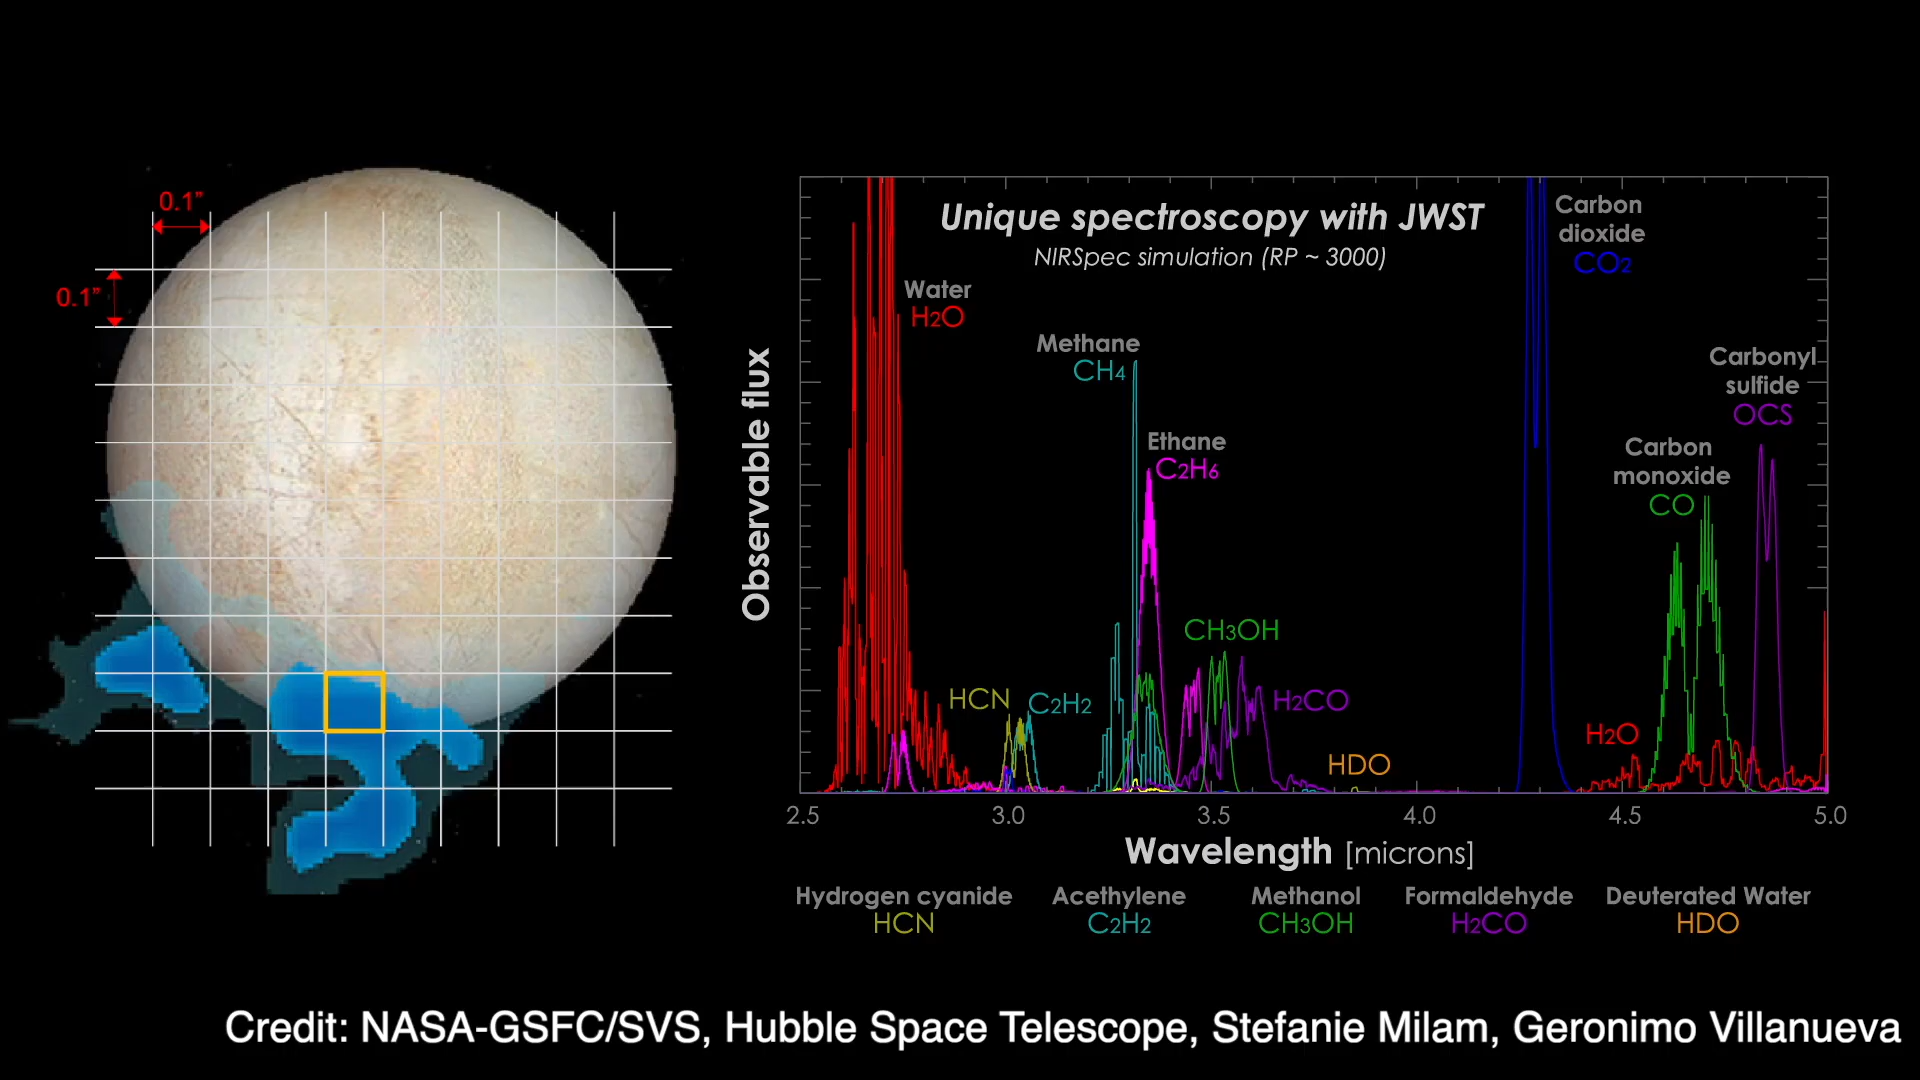 0.1"
0.1"
Unique spectroscopy with JWST
NIRSpec simulation (RP ~ 3000)
Observable flux
Water
H2O
Methane
CH4
Ethane
C2H6
CH3OH
HCN
C2H2
H2CO
HDO
Carbon
dioxide
CO2
Carbonyl
sulfide
OCS
Carbon
monoxide
CO
H2O
2.5 3.0 3.5 4.0 4.5 5.0
Wavelength [microns]
Hydrogen cyanide Acethylene Methanol Formaldehyde Deuterated Water
HCN C2H2 CH3OH H2CO HDO
Credit: NASA-GSFC/SVS, Hubble Space Telescope, Stefanie Milam, Geronimo Villanueva